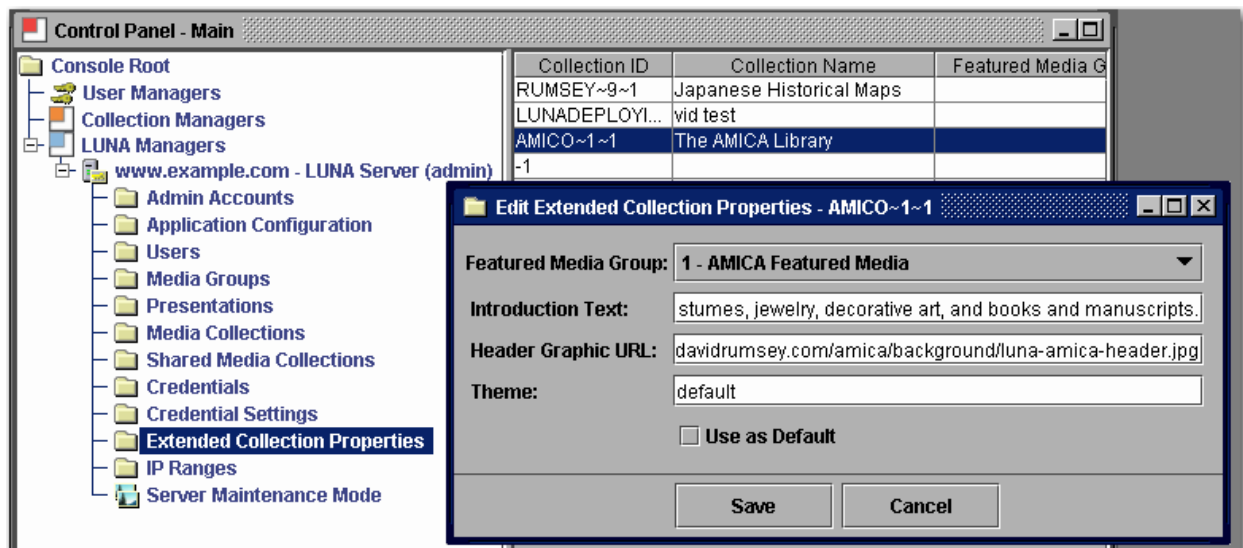 Control Panel - Main
Console Root
User Managers
Collection Managers
LUNA Managers
www.example.com - LUNA Server (admin)
Admin Accounts
Application Configuration
Users
Media Groups
Presentations
Media Collections
Shared Media Collections
Credentials
Credential Settings
Extended Collection Properties
IP Ranges
Server Maintenance Mode
Collection ID Collection Name Featured Media G
RUMSEY~9~1 Japanese Historical Maps
LUNADEPLOYI... vid test
AMICO~1~1 The AMICA Library
-1
Edit Extended Collection Properties - AMICO~1~1
Featured Media Group: 1 - AMICA Featured Media
Introduction Text: stumes, jewelry, decorative art, and books and manuscripts.
Header Graphic URL: davidrumsey.com/amica/background/luna-amica-header.jpg
Theme: default
Use as Default
Save Cancel